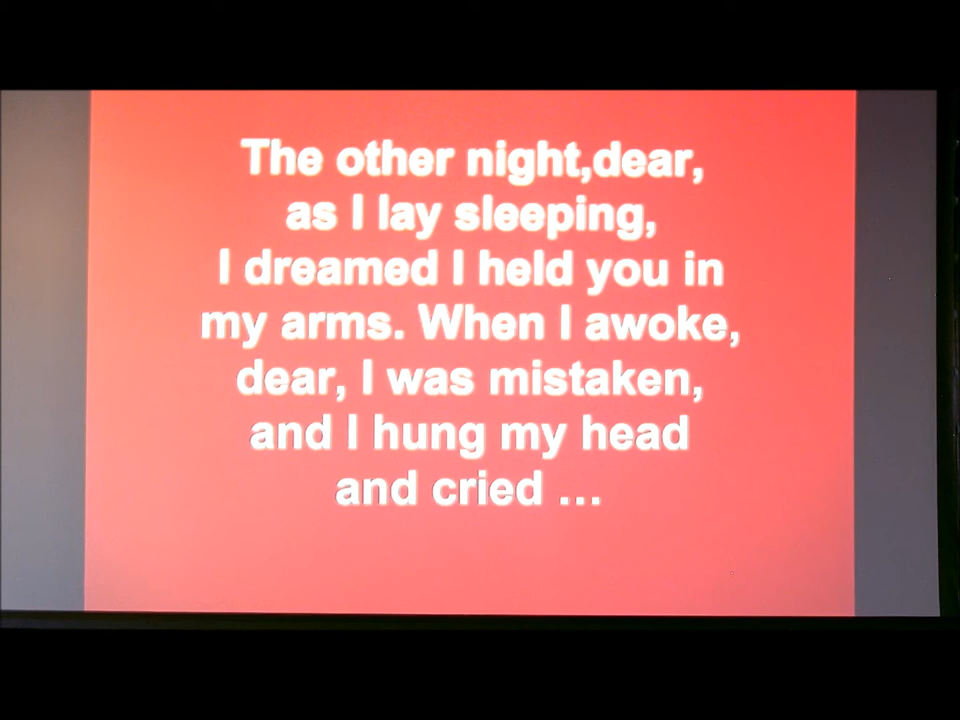 The other night,dear,
as I lay sleeping,
I dreamed I held you in
my arms. When I awoke,
dear, I was mistaken,
and I hung my head
and cried …